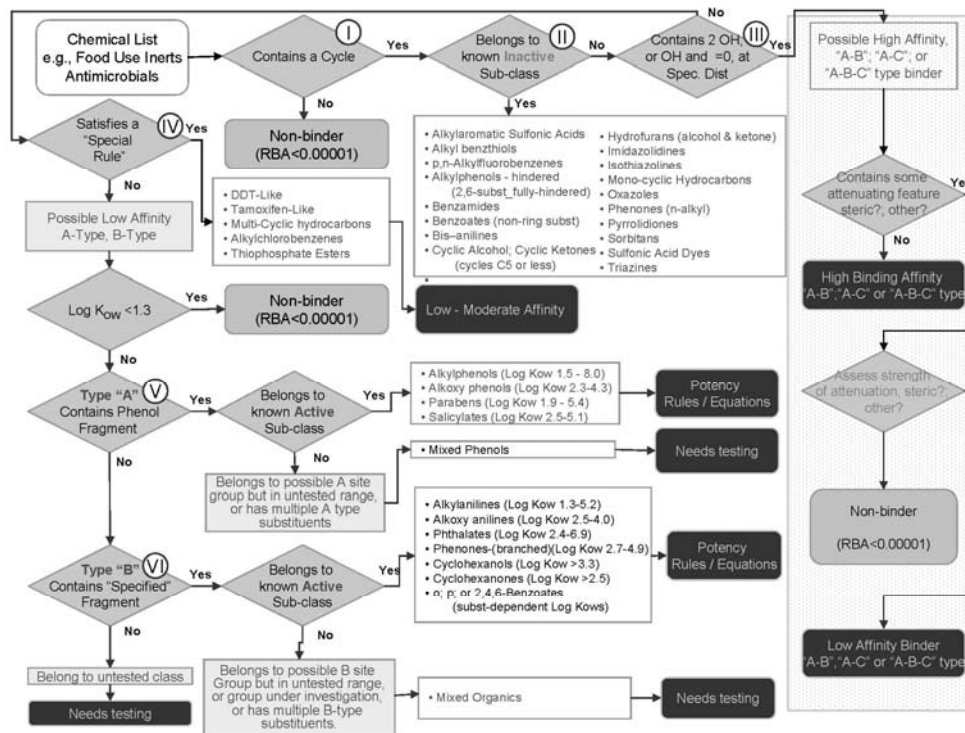 Chemical List
e.g., Food Use Inerts
Antimicrobials
I
Contains a Cycle
Yes
No
Non-binder
(RBA<0.00001)
II
Belongs to
known Inactive
Sub-class
No
Yes
III
Contains 2 OH,
or OH and =0, at
Spec. Dist
No
Yes
Possible High Affinity,
"A-B"; "A-C"; or
"A-B-C" type binder
Contains some
attenuating feature
steric?; other?
Yes
No
High Binding Affinity
"A-B";"A-C" or "A-B-C" type
Assess strength
of attenuation, steric?;
other?
Non-binder
(RBA<0.00001)
Low Affinity Binder
"A-B","A-C" or "A-B-C" type
• Alkylaromatic Sulfonic Acids
• Alkyl benzthiols
• p,n-Alkylfluorobenzenes
• Alkylphenols - hindered
(2,6-subst_fully-hindered)
• Benzamides
• Benzoates (non-ring subst)
• Bis–anilines
• Cyclic Alcohol; Cyclic Ketones
(cycles C5 or less)
•
• Hydrofurans (alcohol & ketone)
• Imidazolidines
• Isothiazolines
• Mono-cyclic Hydrocarbons
• Oxazoles
• Phenones (n-alkyl)
• Pyrrolidiones
• Sorbitans
• Sulfonic Acid Dyes
• Triazines
IV
Satisfies a
"Special
Rule"
Yes
No
• DDT-Like
• Tamoxifen-Like
• Multi-Cyclic hydrocarbons
• Alkylchlorobenzenes
• Thiophosphate Esters
Low - Moderate Affinity
Possible Low Affinity
A-Type, B-Type
Log KOW <1.3
Yes
No
Non-binder
(RBA<0.00001)
V
Type "A"
Contains Phenol
Fragment
Yes
No
Belongs to
known Active
Sub-class
Yes
No
• Alkylphenols (Log Kow 1.5 - 8.0)
• Alkoxy phenols (Log Kow 2.3-4.3)
• Parabens (Log Kow 1.9 - 5.4)
• Salicylates (Log Kow 2.5-5.1)
Potency
Rules / Equations
Belongs to possible A site
group but in untested range,
or has multiple A type
substituents
• Mixed Phenols
Needs testing
VI
Type "B"
Contains "Specified"
Fragment
Yes
No
Belongs to
known Active
Sub-class
Yes
No
• Alkylanilines (Log Kow 1.3-5.2)
• Alkoxy anilines (Log Kow 2.5-4.0)
• Phthalates (Log Kow 2.4-6.9)
• Phenones-(branched)(Log Kow 2.7-4.9)
• Cyclohexanols (Log Kow >3.3)
• Cyclohexanones (Log Kow >2.5)
• o; p; or 2,4,6-Benzoates
(subst-dependent Log Kows)
Potency
Rules / Equations
Belong to untested class
Needs testing
Belongs to possible B site
Group but in untested range,
or group under investigation,
or has multiple B-type
substituents.
• Mixed Organics
Needs testing